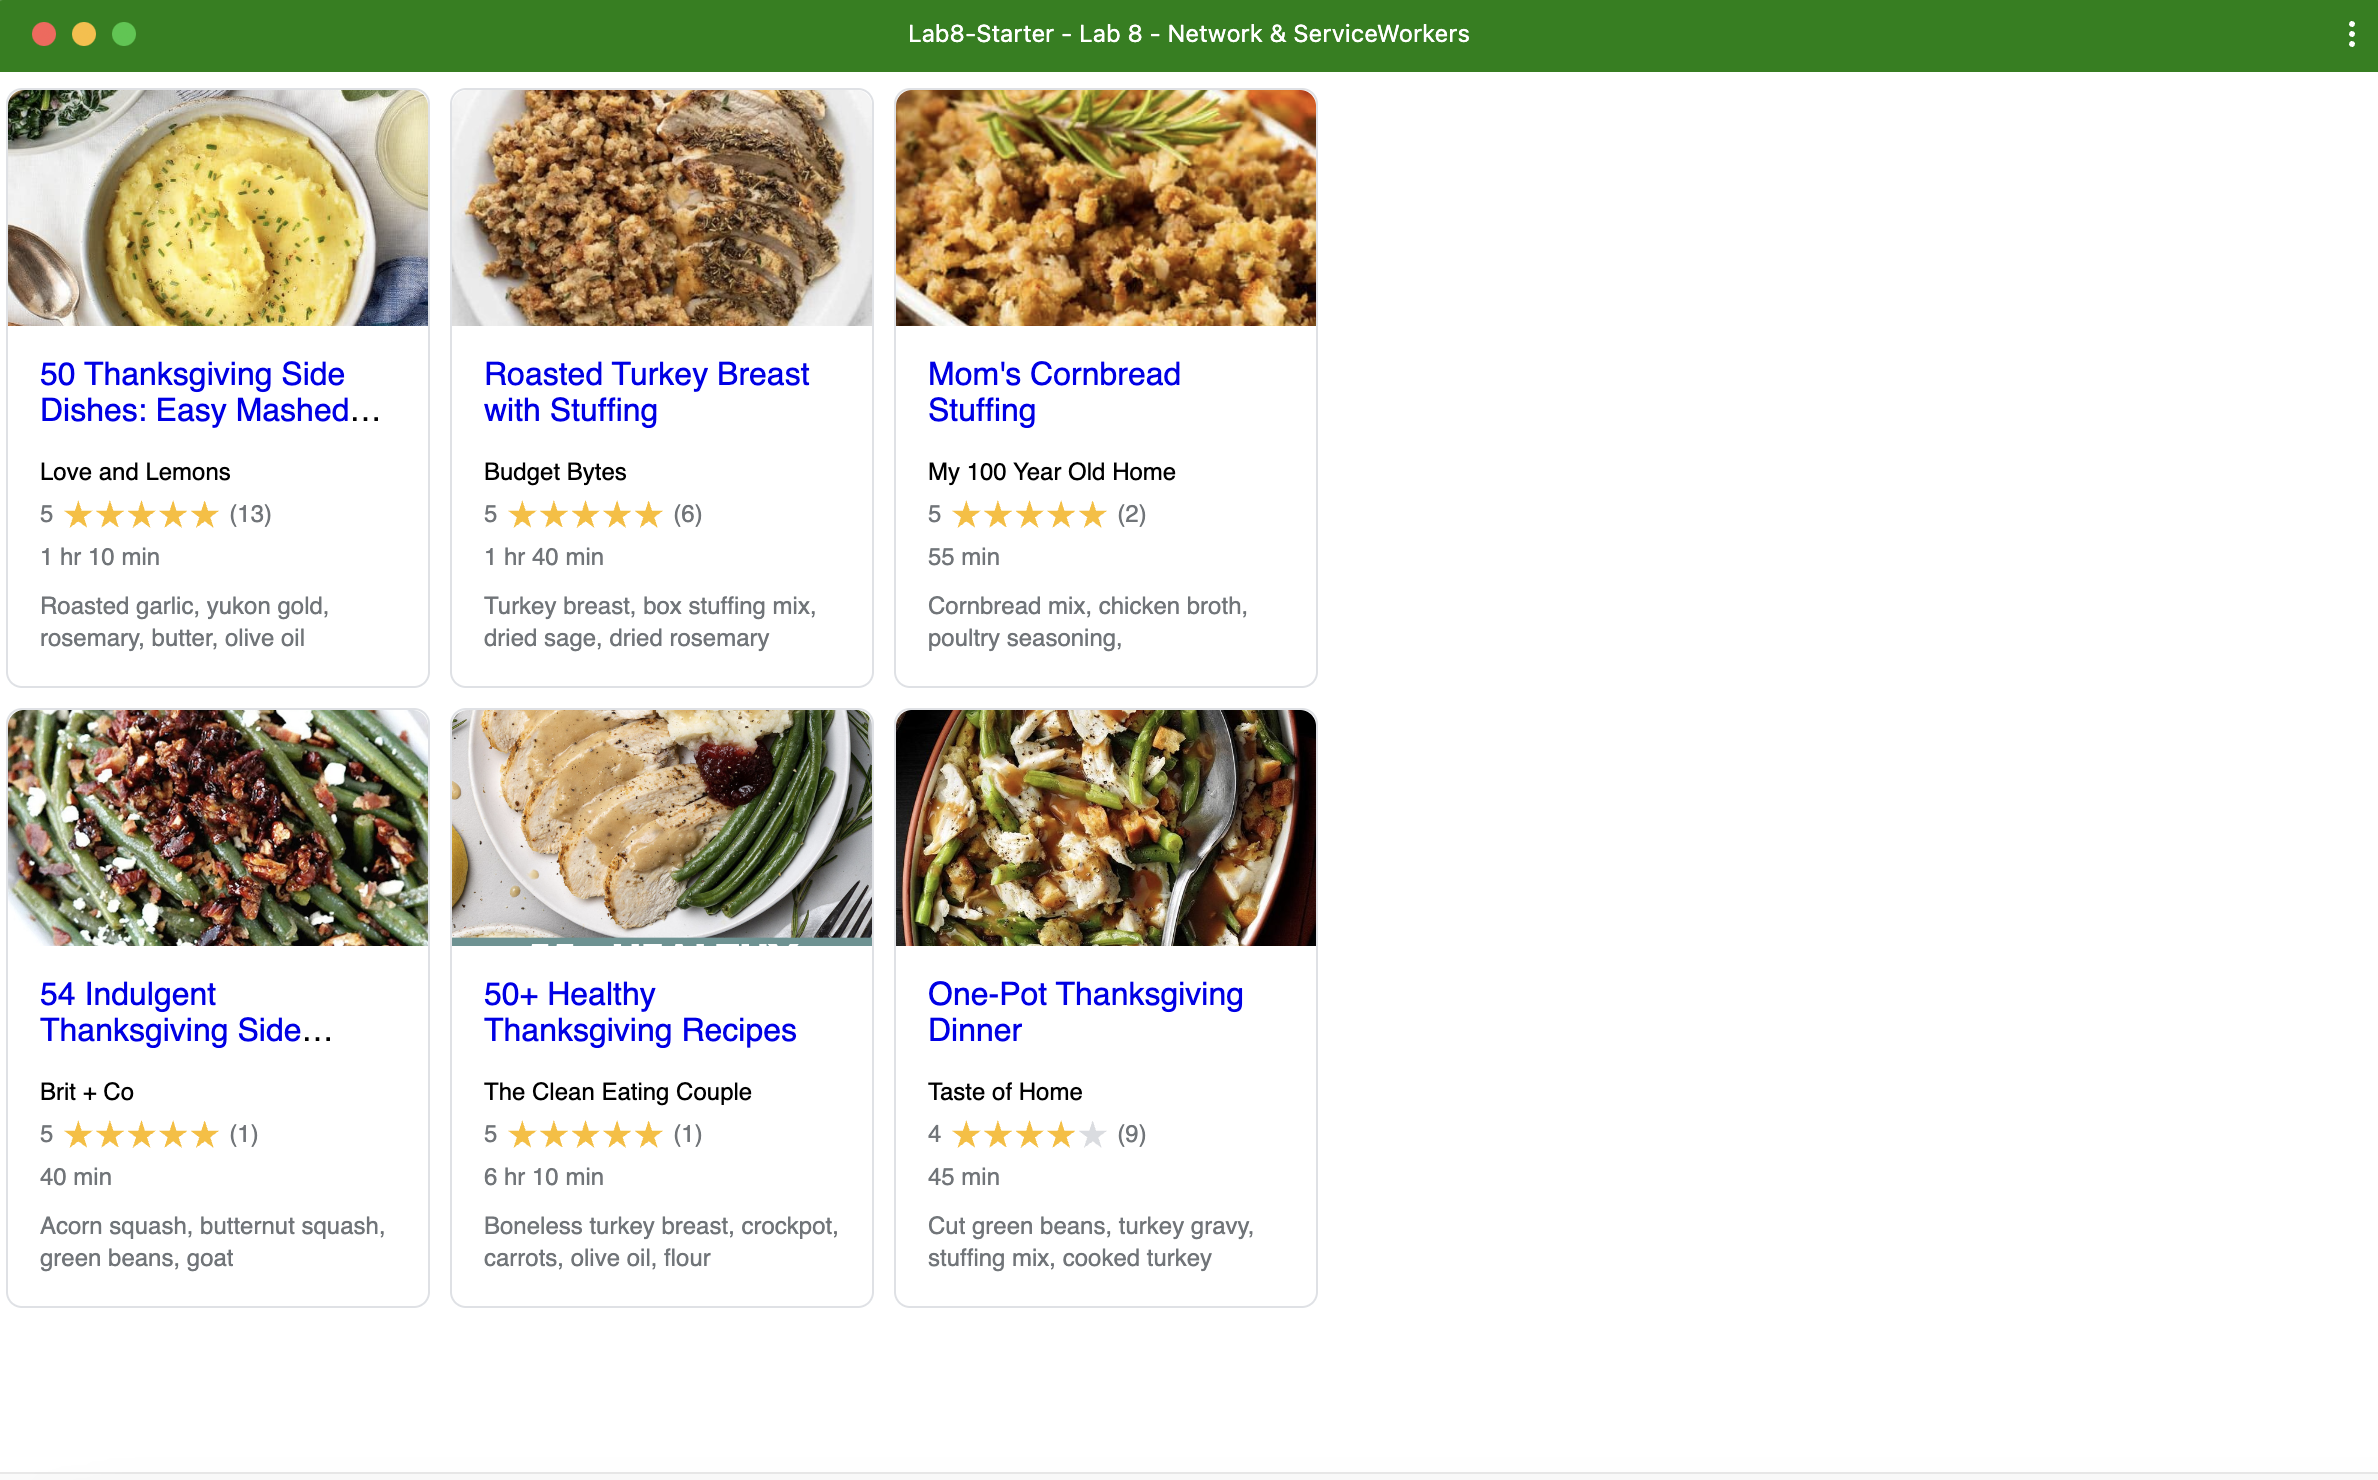 Lab8-Starter - Lab 8 - Network & ServiceWorkers
50 Thanksgiving Side
Dishes: Easy Mashed…
Love and Lemons
5 ★★★★★ (13)
1 hr 10 min
Roasted garlic, yukon gold,
rosemary, butter, olive oil
Roasted Turkey Breast
with Stuffing
Budget Bytes
5 ★★★★★ (6)
1 hr 40 min
Turkey breast, box stuffing mix,
dried sage, dried rosemary
Mom's Cornbread
Stuffing
My 100 Year Old Home
5 ★★★★★ (2)
55 min
Cornbread mix, chicken broth,
poultry seasoning,
54 Indulgent
Thanksgiving Side…
Brit + Co
5 ★★★★★ (1)
40 min
Acorn squash, butternut squash,
green beans, goat
50+ Healthy
Thanksgiving Recipes
The Clean Eating Couple
5 ★★★★★ (1)
6 hr 10 min
Boneless turkey breast, crockpot,
carrots, olive oil, flour
One-Pot Thanksgiving
Dinner
Taste of Home
4 ★★★★★ (9)
45 min
Cut green beans, turkey gravy,
stuffing mix, cooked turkey